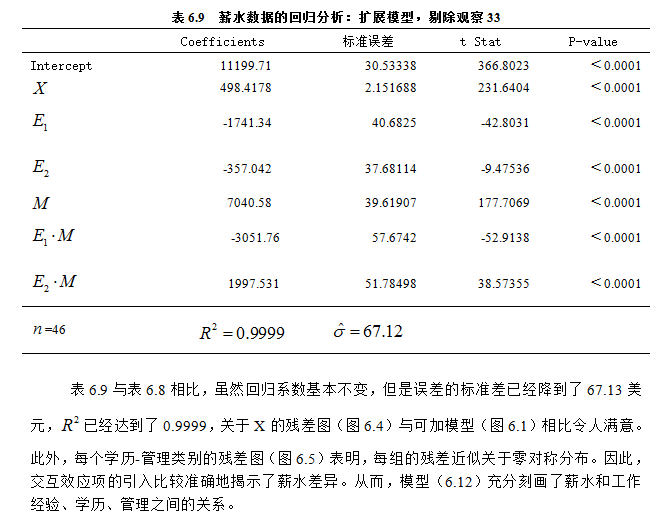 表 6.9 薪水数据的回归分析：扩展模型，剔除观察 33
Coefficients 标准误差 t Stat P-value
Intercept 11199.71 30.53338 366.8023 ＜0.0001
X 498.4178 2.151688 231.6404 ＜0.0001
E₁ -1741.34 40.6825 -42.8031 ＜0.0001
E₂ -357.042 37.68114 -9.47536 ＜0.0001
M 7040.58 39.61907 177.7069 ＜0.0001
E₁·M -3051.76 57.6742 -52.9138 ＜0.0001
E₂·M 1997.531 51.78498 38.57355 ＜0.0001
n=46 R²=0.9999 σ̂=67.12
表 6.9 与表 6.8 相比，虽然回归系数基本不变，但是误差的标准差已经降到了 67.13 美
元，R²已经达到了 0.9999，关于 X 的残差图（图 6.4）与可加模型（图 6.1）相比令人满意。
此外，每个学历-管理类别的残差图（图 6.5）表明，每组的残差近似关于零对称分布。因此，
交互效应项的引入比较准确地揭示了薪水差异。从而，模型（6.12）充分刻画了薪水和工作
经验、学历、管理之间的关系。